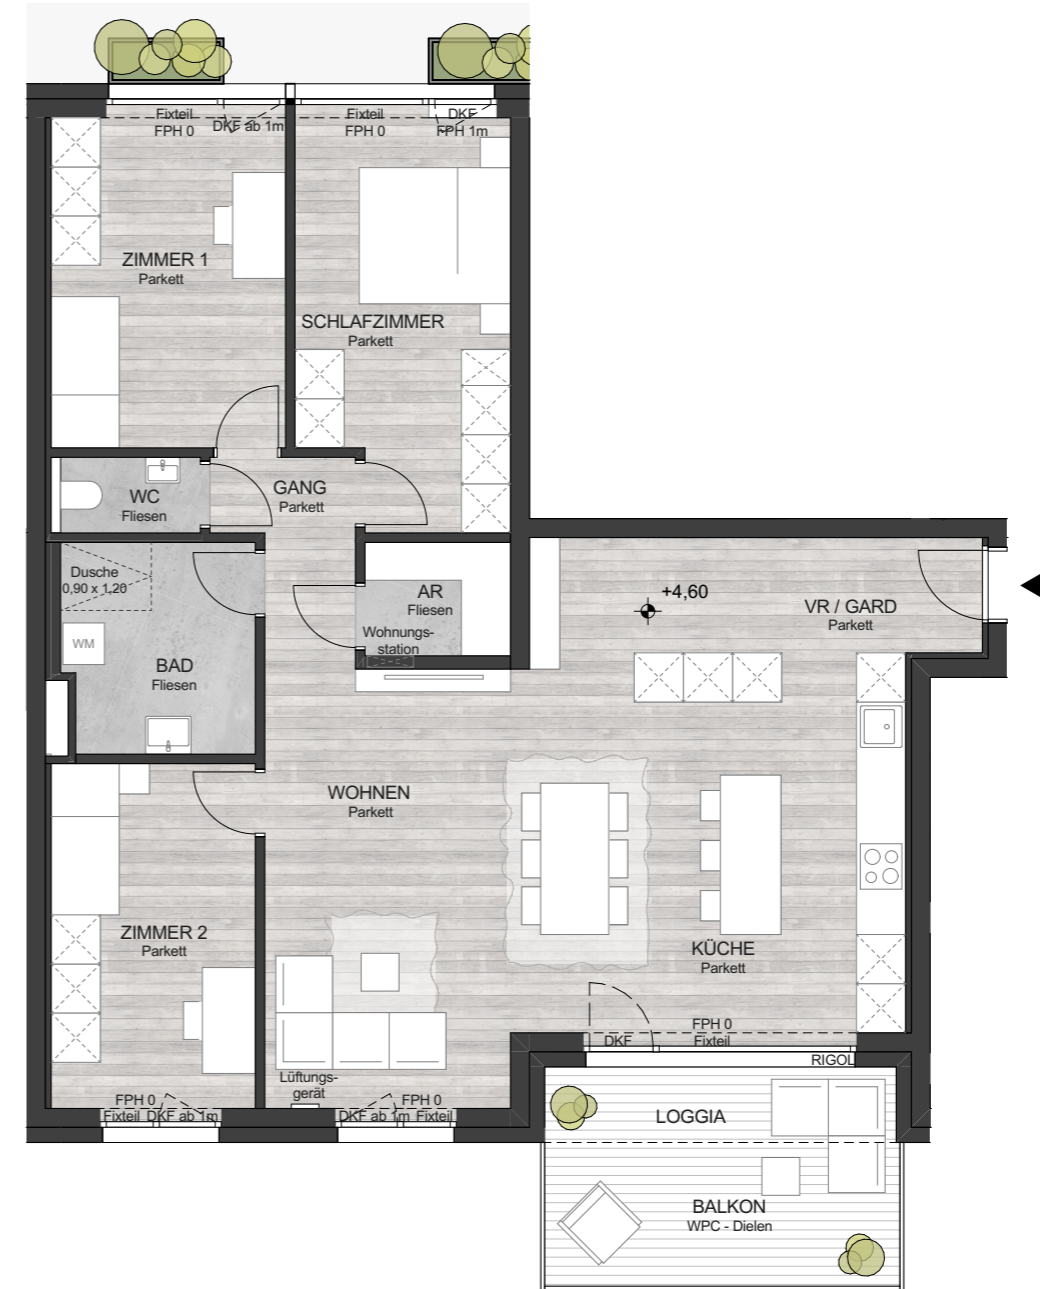 Fixteil
FPH 0
DKF ab 1m
Fixteil
FPH 0
DKF
FPH 1m
ZIMMER 1
Parkett
SCHLAFZIMMER
Parkett
WC
Fliesen
GANG
Parkett
Dusche
0,90 x 1,20
WM
BAD
Fliesen
AR
Fliesen
Wohnungs-
station
+4,60
VR / GARD
Parkett
WOHNEN
Parkett
ZIMMER 2
Parkett
KÜCHE
Parkett
FPH 0
DKF Fixteil
RIGOL
Lüftungs-
gerät
FPH 0
Fixteil DKF ab 1m
FPH 0
DKF ab 1m Fixteil
LOGGIA
BALKON
WPC - Dielen